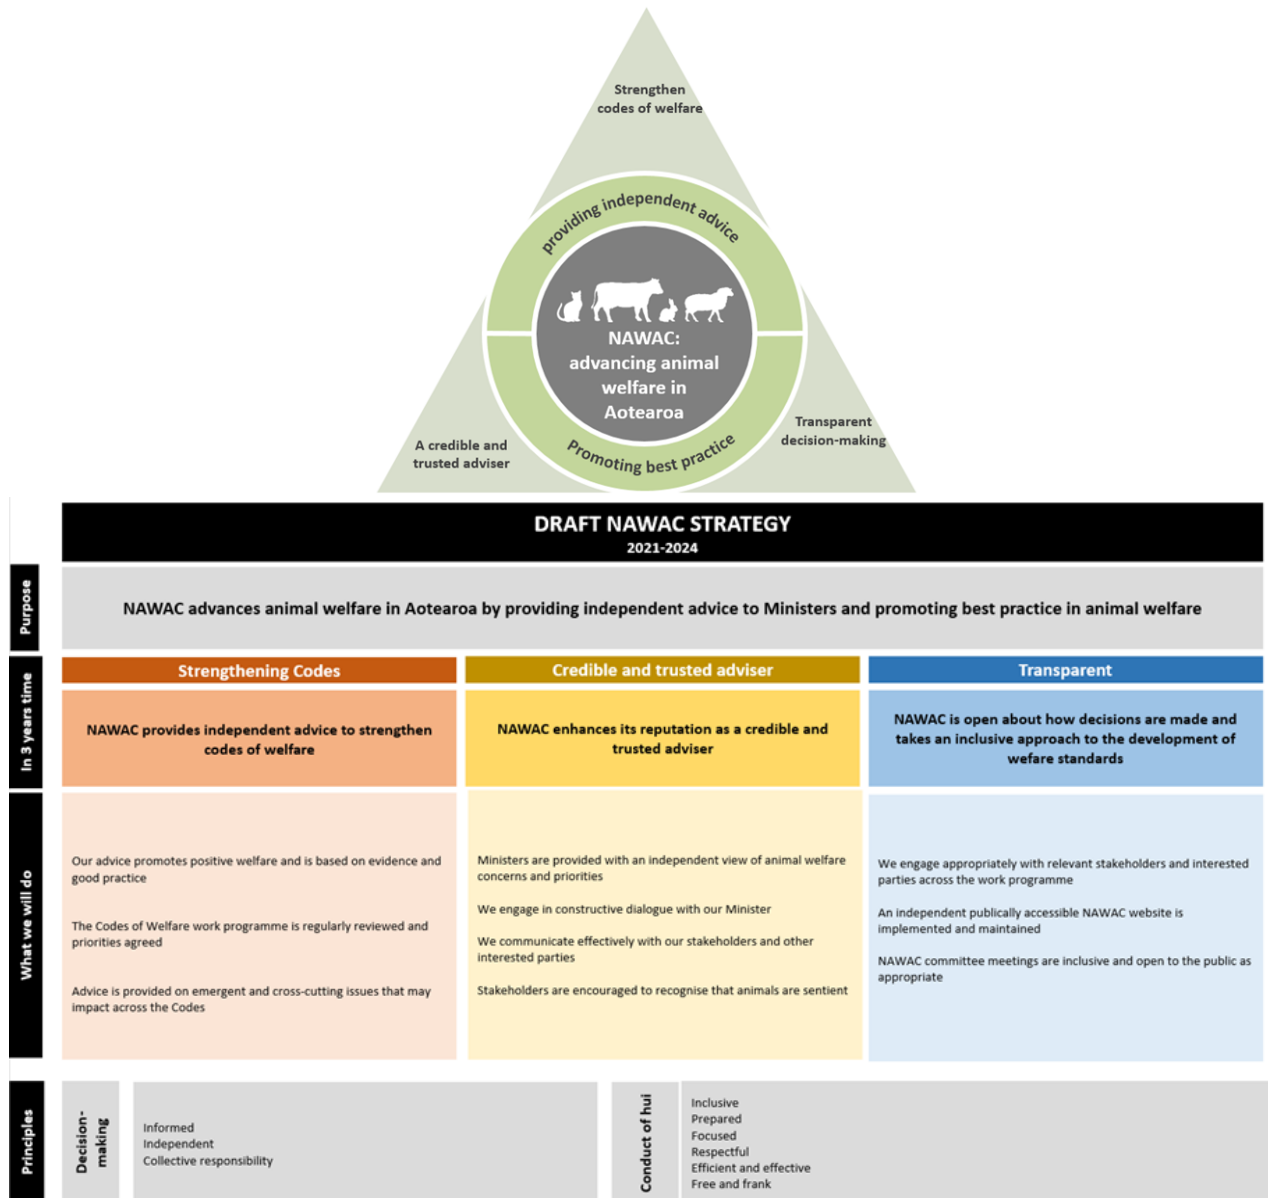 Strengthen
codes of welfare
providing independent advice
NAWAC:
advancing animal
welfare in
Aotearoa
Promoting best practice
A credible and
trusted adviser
Transparent
decision-making
DRAFT NAWAC STRATEGY
2021-2024
Purpose
NAWAC advances animal welfare in Aotearoa by providing independent advice to Ministers and promoting best practice in animal welfare
In 3 years time
Strengthening Codes
NAWAC provides independent advice to strengthen
codes of welfare
Credible and trusted adviser
NAWAC enhances its reputation as a credible and
trusted adviser
Transparent
NAWAC is open about how decisions are made and
takes an inclusive approach to the development of
wefare standards
What we will do
Our advice promotes positive welfare and is based on evidence and
good practice
The Codes of Welfare work programme is regularly reviewed and
priorities agreed
Advice is provided on emergent and cross-cutting issues that may
impact across the Codes
Ministers are provided with an independent view of animal welfare
concerns and priorities
We engage in constructive dialogue with our Minister
We communicate effectively with our stakeholders and other
interested parties
Stakeholders are encouraged to recognise that animals are sentient
We engage appropriately with relevant stakeholders and interested
parties across the work programme
An independent publically accessible NAWAC website is
implemented and maintained
NAWAC committee meetings are inclusive and open to the public as
appropriate
Principles
Decision-
making
Informed
Independent
Collective responsibility
Conduct of hui
Inclusive
Prepared
Focused
Respectful
Efficient and effective
Free and frank